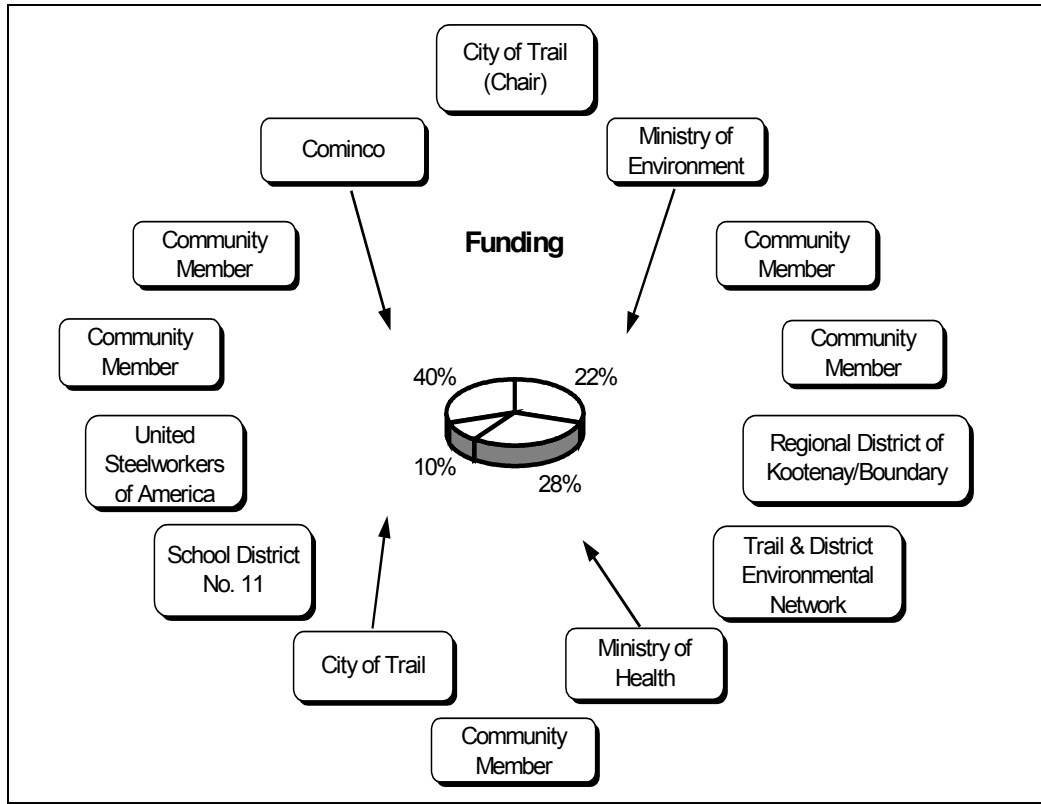 City of Trail
(Chair)
Cominco
Ministry of
Environment
Community
Member
Funding
Community
Member
Community
Member
Community
Member
40%
22%
United
Steelworkers
of America
Regional District of
Kootenay/Boundary
10%
28%
School District
No. 11
Trail & District
Environmental
Network
City of Trail
Ministry of
Health
Community
Member